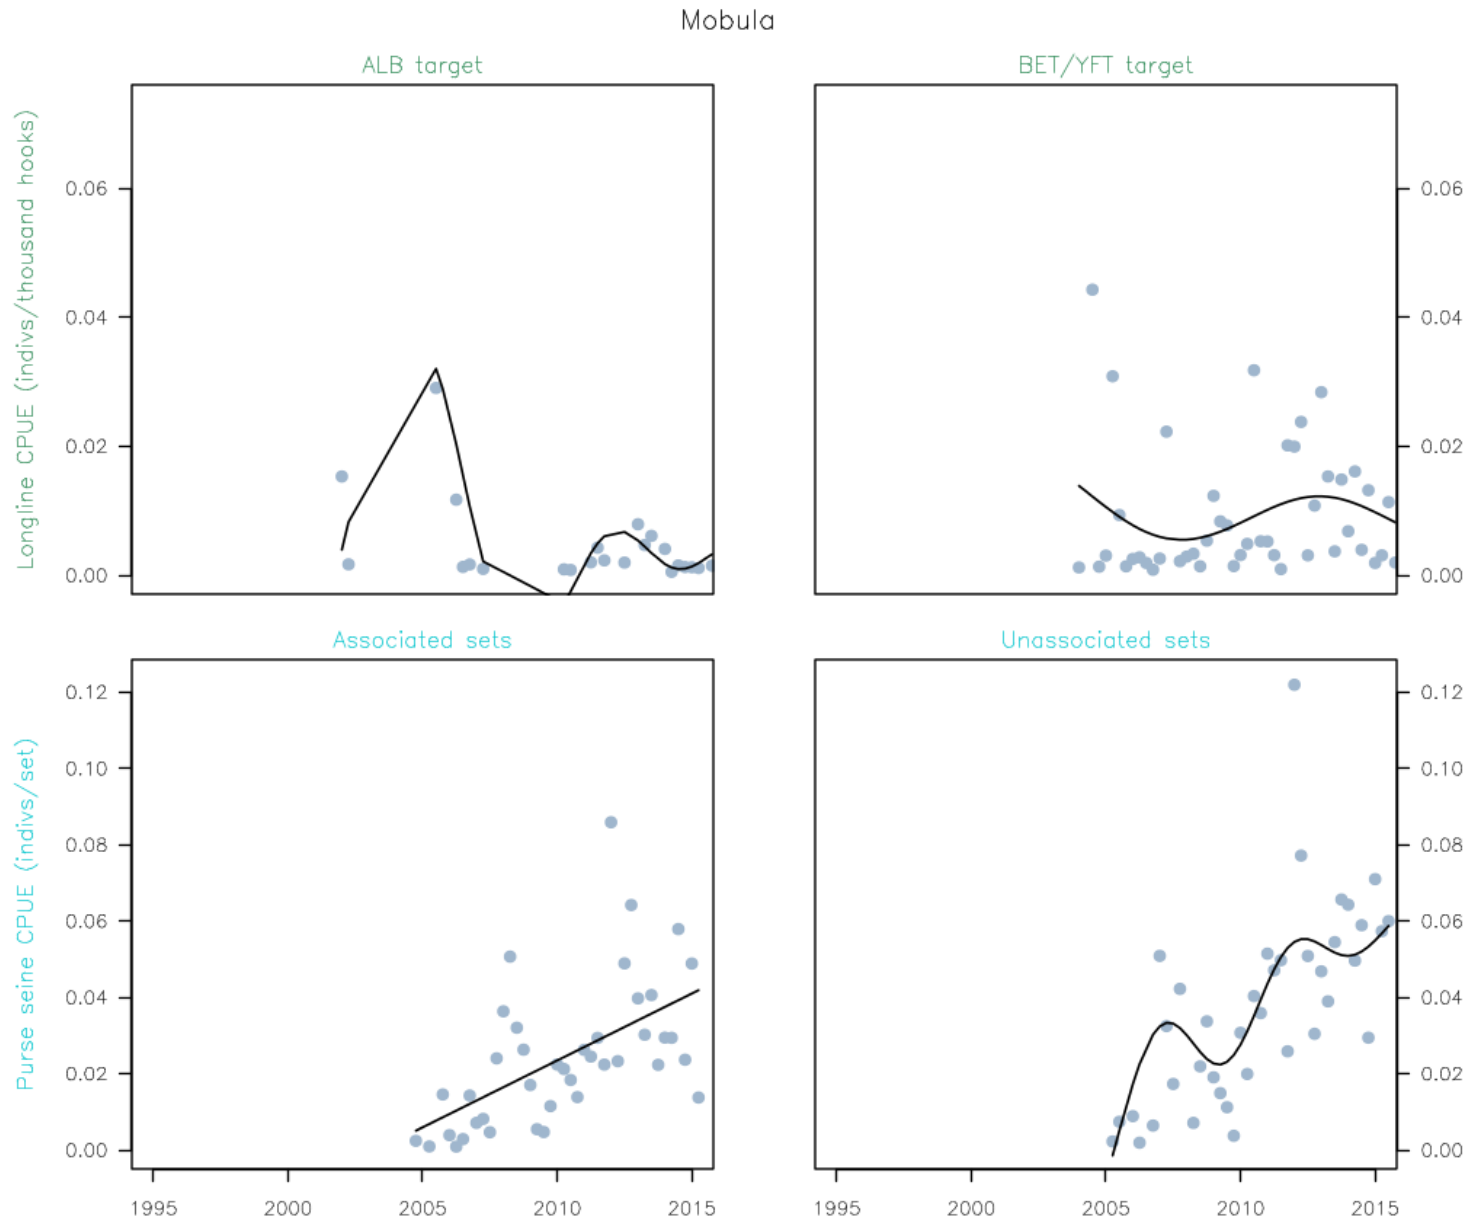 Mobula
ALB target
BET/YFT target
Longline CPUE (indivs/thousand hooks)
0.06
0.04
0.02
0.00
0.06
0.04
0.02
0.00
Associated sets
Unassociated sets
Purse seine CPUE (indivs/set)
0.12
0.10
0.08
0.06
0.04
0.02
0.00
0.12
0.10
0.08
0.06
0.04
0.02
0.00
1995 2000 2005 2010 2015
1995 2000 2005 2010 2015